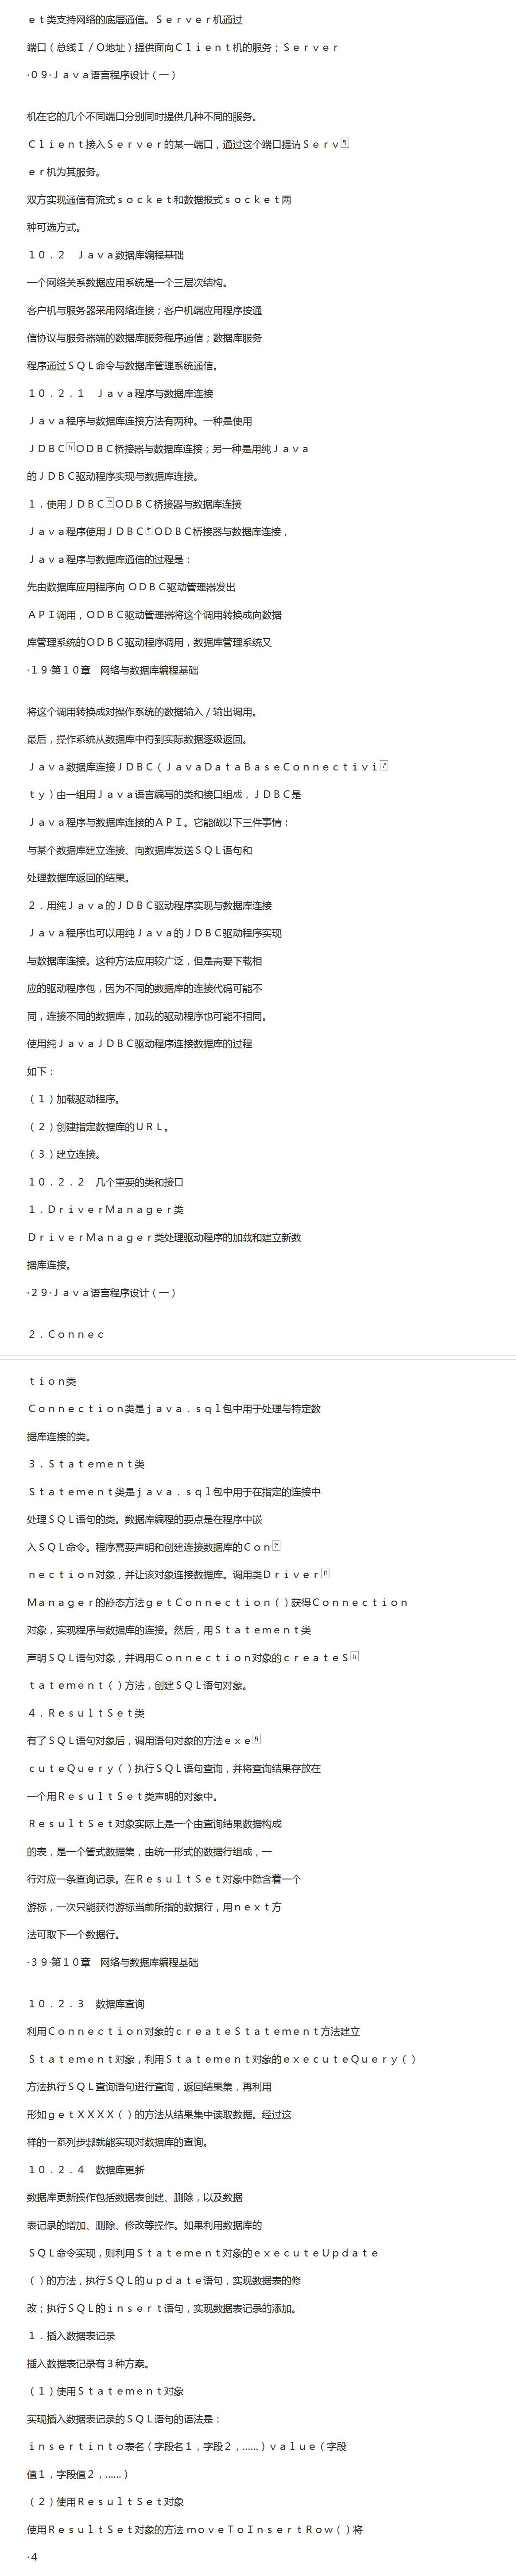 ｅｔ类支持网络的底层通信。Ｓｅｒｖｅｒ机通过
端口（总线Ｉ／Ｏ地址）提供面向Ｃｌｉｅｎｔ机的服务；Ｓｅｒｖｅｒ
·０９·Ｊａｖａ语言程序设计（一）
机在它的几个不同端口分别同时提供几种不同的服务。
Ｃｌｉｅｎｔ接入Ｓｅｒｖｅｒ的某一端口，通过这个端口提请Ｓｅｒｖ
ｅｒ机为其服务。
双方实现通信有流式ｓｏｃｋｅｔ和数据报式ｓｏｃｋｅｔ两
种可选方式。
１０．２　Ｊａｖａ数据库编程基础
一个网络关系数据应用系统是一个三层次结构。
客户机与服务器采用网络连接；客户机端应用程序按通
信协议与服务器端的数据库服务程序通信；数据库服务
程序通过ＳＱＬ命令与数据库管理系统通信。
１０．２．１　Ｊａｖａ程序与数据库连接
Ｊａｖａ程序与数据库连接方法有两种。一种是使用
ＪＤＢＣＯＤＢＣ桥接器与数据库连接；另一种是用纯Ｊａｖａ
的ＪＤＢＣ驱动程序实现与数据库连接。
１．使用ＪＤＢＣＯＤＢＣ桥接器与数据库连接
Ｊａｖａ程序使用ＪＤＢＣＯＤＢＣ桥接器与数据库连接，
Ｊａｖａ程序与数据库通信的过程是：
先由数据库应用程序向 ＯＤＢＣ驱动管理器发出
ＡＰＩ调用，ＯＤＢＣ驱动管理器将这个调用转换成向数据
库管理系统的ＯＤＢＣ驱动程序调用，数据库管理系统又
·１９·第１０章　网络与数据库编程基础
将这个调用转换成对操作系统的数据输入／输出调用。
最后，操作系统从数据库中得到实际数据逐级返回。
Ｊａｖａ数据库连接ＪＤＢＣ（ＪａｖａＤａｔａＢａｓｅＣｏｎｎｅｃｔｉｖｉ
ｔｙ）由一组用Ｊａｖａ语言编写的类和接口组成，ＪＤＢＣ是
Ｊａｖａ程序与数据库连接的ＡＰＩ。它能做以下三件事情：
与某个数据库建立连接、向数据库发送ＳＱＬ语句和
处理数据库返回的结果。
２．用纯Ｊａｖａ的ＪＤＢＣ驱动程序实现与数据库连接
Ｊａｖａ程序也可以用纯Ｊａｖａ的ＪＤＢＣ驱动程序实现
与数据库连接。这种方法应用较广泛，但是需要下载相
应的驱动程序包，因为不同的数据库的连接代码可能不
同，连接不同的数据库，加载的驱动程序也可能不相同。
使用纯ＪａｖａＪＤＢＣ驱动程序连接数据库的过程
如下：
（１）加载驱动程序。
（２）创建指定数据库的ＵＲＬ。
（３）建立连接。
１０．２．２　几个重要的类和接口
１．ＤｒｉｖｅｒＭａｎａｇｅｒ类
ＤｒｉｖｅｒＭａｎａｇｅｒ类处理驱动程序的加载和建立新数
据库连接。
·２９·Ｊａｖａ语言程序设计（一）
２．Ｃｏｎｎｅｃ
ｔｉｏｎ类
Ｃｏｎｎｅｃｔｉｏｎ类是ｊａｖａ．ｓｑｌ包中用于处理与特定数
据库连接的类。
３．Ｓｔａｔｅｍｅｎｔ类
Ｓｔａｔｅｍｅｎｔ类是ｊａｖａ．ｓｑｌ包中用于在指定的连接中
处理ＳＱＬ语句的类。数据库编程的要点是在程序中嵌
入ＳＱＬ命令。程序需要声明和创建连接数据库的Ｃｏｎ
ｎｅｃｔｉｏｎ对象，并让该对象连接数据库。调用类Ｄｒｉｖｅｒ
Ｍａｎａｇｅｒ的静态方法ｇｅｔＣｏｎｎｅｃｔｉｏｎ（）获得Ｃｏｎｎｅｃｔｉｏｎ
对象，实现程序与数据库的连接。然后，用Ｓｔａｔｅｍｅｎｔ类
声明ＳＱＬ语句对象，并调用Ｃｏｎｎｅｃｔｉｏｎ对象的ｃｒｅａｔｅＳ
ｔａｔｅｍｅｎｔ（）方法，创建ＳＱＬ语句对象。
４．ＲｅｓｕｌｔＳｅｔ类
有了ＳＱＬ语句对象后，调用语句对象的方法ｅｘｅ
ｃｕｔｅＱｕｅｒｙ（）执行ＳＱＬ语句查询，并将查询结果存放在
一个用ＲｅｓｕｌｔＳｅｔ类声明的对象中。
ＲｅｓｕｌｔＳｅｔ对象实际上是一个由查询结果数据构成
的表，是一个管式数据集，由统一形式的数据行组成，一
行对应一条查询记录。在ＲｅｓｕｌｔＳｅｔ对象中隐含着一个
游标，一次只能获得游标当前所指的数据行，用ｎｅｘｔ方
法可取下一个数据行。
·３９·第１０章　网络与数据库编程基础
１０．２．３　数据库查询
利用Ｃｏｎｎｅｃｔｉｏｎ对象的ｃｒｅａｔｅＳｔａｔｅｍｅｎｔ方法建立
Ｓｔａｔｅｍｅｎｔ对象，利用Ｓｔａｔｅｍｅｎｔ对象的ｅｘｅｃｕｔｅＱｕｅｒｙ（）
方法执行ＳＱＬ查询语句进行查询，返回结果集，再利用
形如ｇｅｔＸＸＸＸ（）的方法从结果集中读取数据。经过这
样的一系列步骤就能实现对数据库的查询。
１０．２．４　数据库更新
数据库更新操作包括数据表创建、删除，以及数据
表记录的增加、删除、修改等操作。如果利用数据库的
ＳＱＬ命令实现，则利用Ｓｔａｔｅｍｅｎｔ对象的ｅｘｅｃｕｔｅＵｐｄａｔｅ
（）的方法，执行ＳＱＬ的ｕｐｄａｔｅ语句，实现数据表的修
改；执行ＳＱＬ的ｉｎｓｅｒｔ语句，实现数据表记录的添加。
１．插入数据表记录
插入数据表记录有３种方案。
（１）使用Ｓｔａｔｅｍｅｎｔ对象
实现插入数据表记录的ＳＱＬ语句的语法是：
ｉｎｓｅｒｔｉｎｔｏ表名（字段名１，字段２，……）ｖａｌｕｅ（字段
值１，字段值２，……）
（２）使用ＲｅｓｕｌｔＳｅｔ对象
使用ＲｅｓｕｌｔＳｅｔ对象的方法 ｍｏｖｅＴｏＩｎｓｅｒｔＲｏｗ（）将
·４